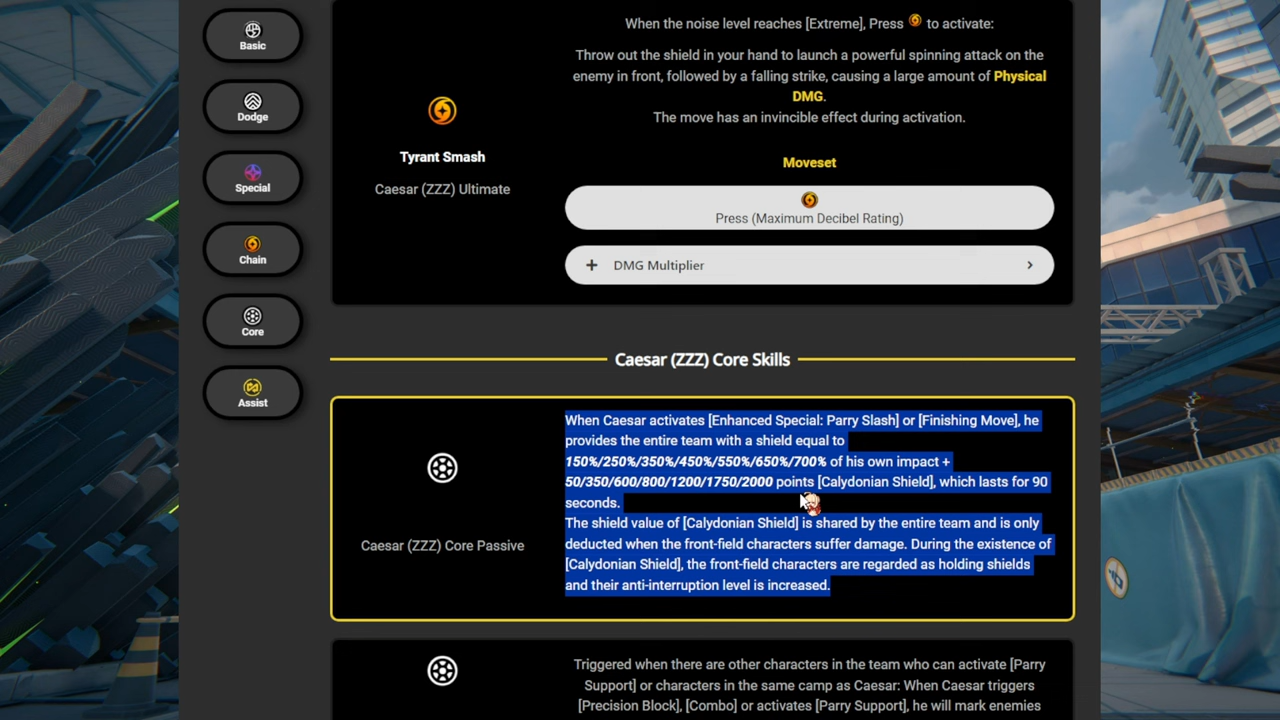 Basic
Dodge
Special
Chain
Core
Assist
Tyrant Smash
Caesar (ZZZ) Ultimate
When the noise level reaches [Extreme], Press to activate:
Throw out the shield in your hand to launch a powerful spinning attack on the
enemy in front, followed by a falling strike, causing a large amount of Physical
DMG.
The move has an invincible effect during activation.
Moveset
Press (Maximum Decibel Rating)
+ DMG Multiplier >
Caesar (ZZZ) Core Skills
Caesar (ZZZ) Core Passive
When Caesar activates [Enhanced Special: Parry Slash] or [Finishing Move], he
provides the entire team with a shield equal to
150%/250%/350%/450%/550%/650%/700% of his own impact +
50/350/600/800/1200/1750/2000 points [Calydonian Shield], which lasts for 90
seconds.
The shield value of [Calydonian Shield] is shared by the entire team and is only
deducted when the front-field characters suffer damage. During the existence of
[Calydonian Shield], the front-field characters are regarded as holding shields
and their anti-interruption level is increased.
Triggered when there are other characters in the team who can activate [Parry
Support] or characters in the same camp as Caesar: When Caesar triggers
[Precision Block], [Combo] or activates [Parry Support], he will mark enemies